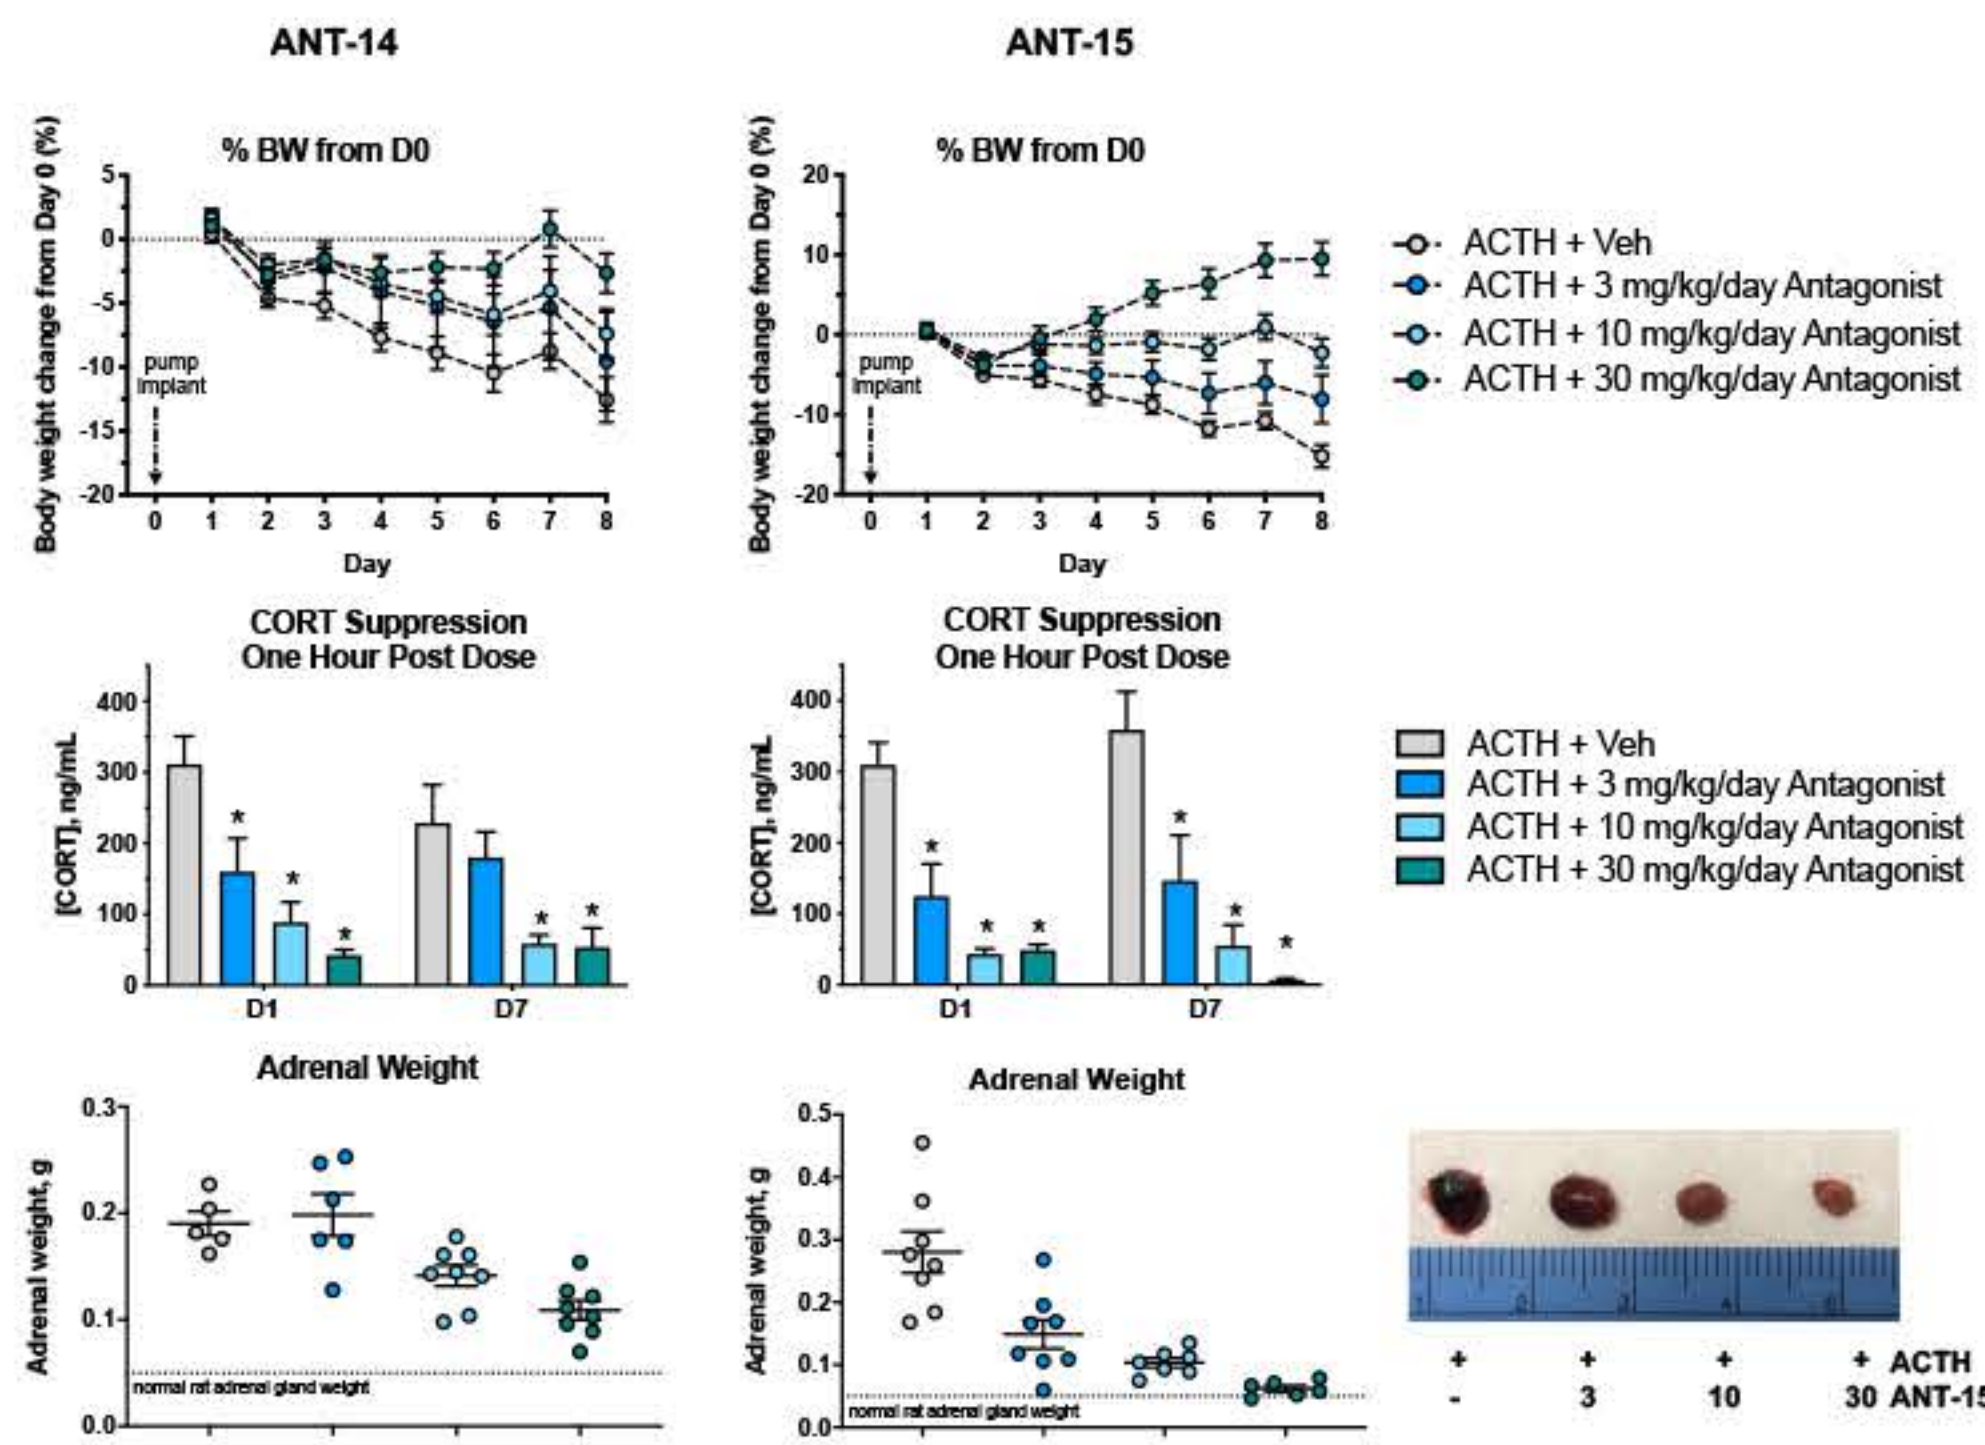 ANT-14
ANT-15
% BW from D0
Body weight change from Day 0 (%)
5
0
-5
-10
-15
-20
pump
implant
0 1 2 3 4 5 6 7 8
Day
% BW from D0
Body weight change from Day 0 (%)
20
10
0
-10
-20
pump
implant
0 1 2 3 4 5 6 7 8
Day
ACTH + Veh
ACTH + 3 mg/kg/day Antagonist
ACTH + 10 mg/kg/day Antagonist
ACTH + 30 mg/kg/day Antagonist
CORT Suppression
One Hour Post Dose
[CORT], ng/mL
400
300
200
100
0
* * * * *
D1 D7
CORT Suppression
One Hour Post Dose
[CORT], ng/mL
400
300
200
100
0
* * * * * *
D1 D7
ACTH + Veh
ACTH + 3 mg/kg/day Antagonist
ACTH + 10 mg/kg/day Antagonist
ACTH + 30 mg/kg/day Antagonist
Adrenal Weight
Adrenal weight, g
0.3
0.2
0.1
0.0
normal rat adrenal gland weight
Adrenal Weight
Adrenal weight, g
0.5
0.4
0.3
0.2
0.1
0.0
normal rat adrenal gland weight
1 2 3 4
+ + + + ACTH
- 3 10 30 ANT-15